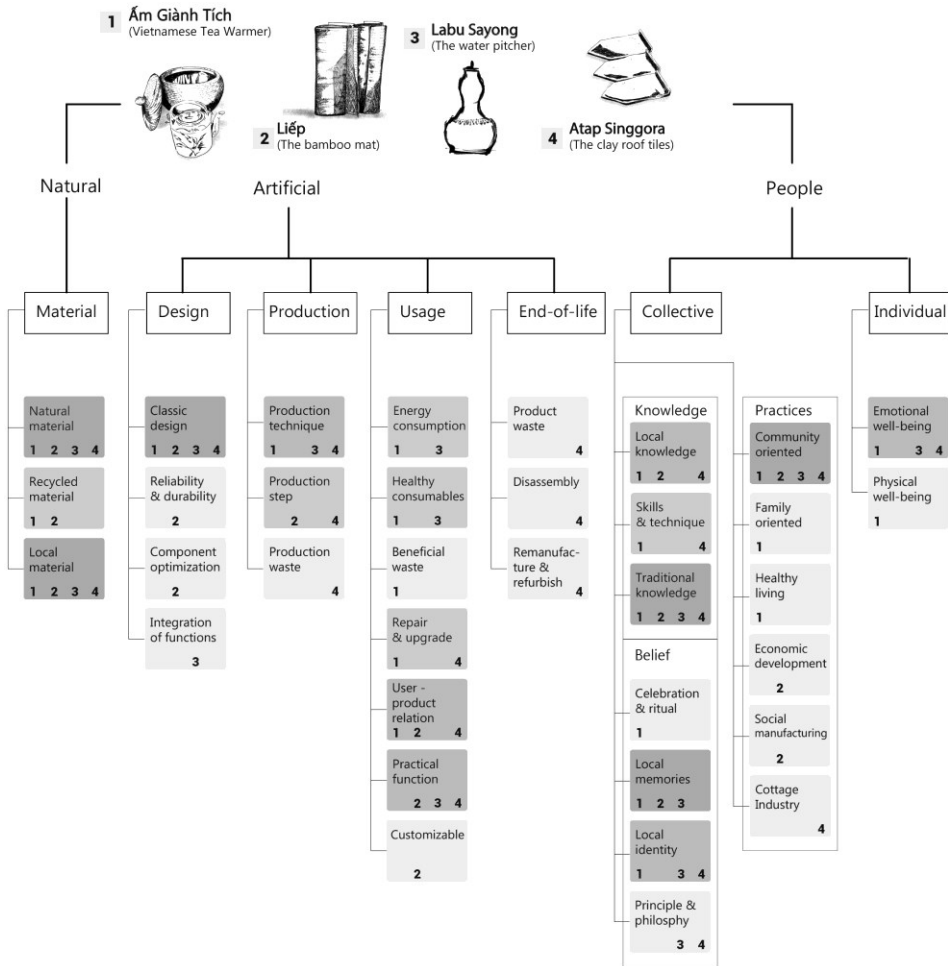 1 Ấm Giành Tích
(Vietnamese Tea Warmer)
2 Liếp
(The bamboo mat)
3 Labu Sayong
(The water pitcher)
4 Atap Singgora
(The clay roof tiles)
Natural
Artificial
People
Material
Design
Production
Usage
End-of-life
Collective
Individual
Natural
material
1 2 3 4
Recycled
material
1 2
Local
material
1 2 3 4
Classic
design
1 2 3 4
Reliability
& durability
2
Component
optimization
2
Integration
of functions
3
Production
technique
1 3 4
Production
step
2 4
Production
waste
4
Energy
consumption
1 3
Healthy
consumables
1 3
Beneficial
waste
1
Repair
& upgrade
1 4
User -
product
relation
1 2 4
Practical
function
2 3 4
Customizable
2
Product
waste
4
Disassembly
4
Remanufac-
ture &
refurbish
4
Knowledge
Local
knowledge
1 2 4
Skills
& technique
1 4
Traditional
knowledge
1 2 3 4
Belief
Celebration
& ritual
1
Local
memories
1 2 3
Local
identity
1 3 4
Principle &
philosphy
3 4
Practices
Community
oriented
1 2 3 4
Family
oriented
1
Healthy
living
1
Economic
development
2
Social
manufacturing
2
Cottage
Industry
4
Emotional
well-being
1 3 4
Physical
well-being
1